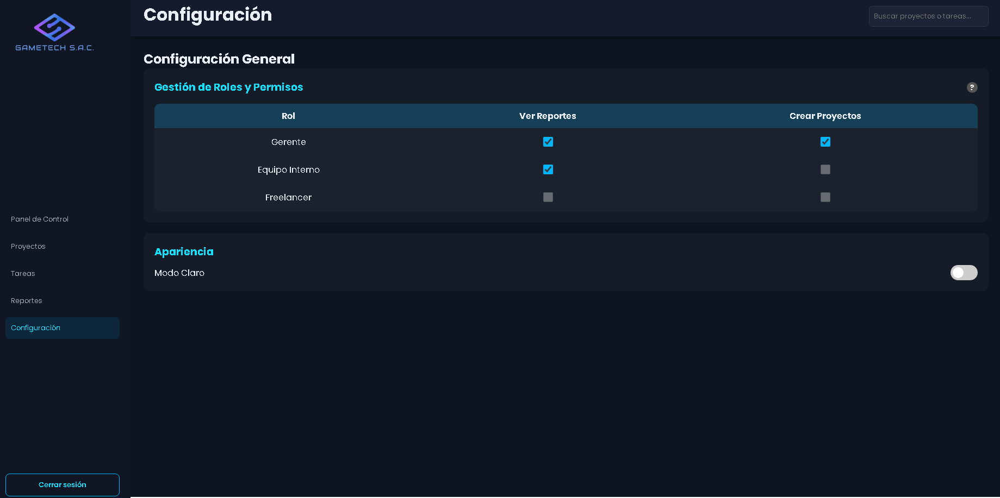 GAMETECH S.A.C.
Panel de Control
Proyectos
Tareas
Reportes
Configuración
Cerrar sesión
Configuración
Buscar proyectos o tareas...
Configuración General
Gestión de Roles y Permisos
?
Rol Ver Reportes Crear Proyectos
Gerente
Equipo Interno
Freelancer
Apariencia
Modo Claro